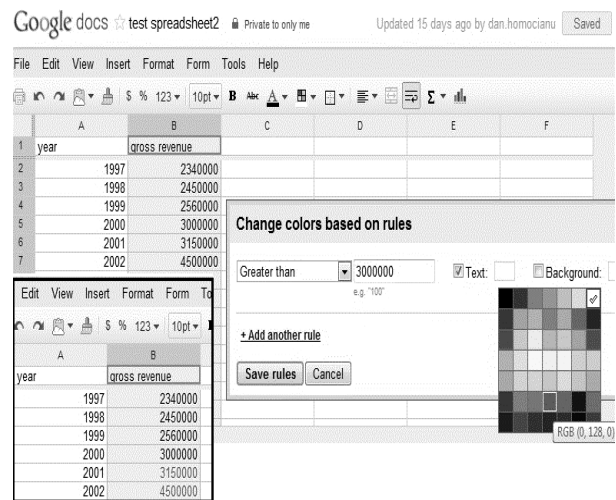 Google docs test spreadsheet2 Private to only me Updated 15 days ago by dan.homocianu Saved
File Edit View Insert Format Form Tools Help
$ % 123 10pt B Abc A Σ
A B C D E F
1 year gross revenue
2 1997 2340000
3 1998 2450000
4 1999 2560000
5 2000 3000000
6 2001 3150000
7 2002 4500000
Change colors based on rules
Greater than 3000000 Text: Background:
e.g. "100"
+ Add another rule
Save rules Cancel
RGB (0, 128, 0)
Edit View Insert Format Form To
$ % 123 10pt
A B
year gross revenue
1997 2340000
1998 2450000
1999 2560000
2000 3000000
2001 3150000
2002 4500000